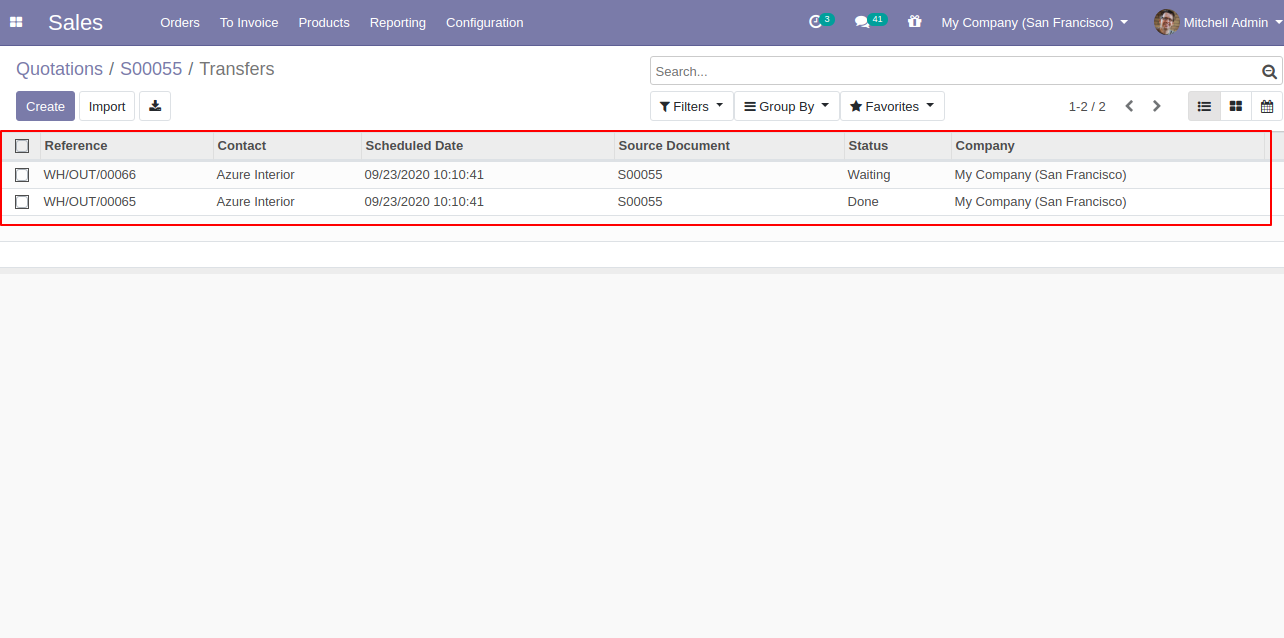 Sales Orders To Invoice Products Reporting Configuration 3 41 My Company (San Francisco) Mitchell Admin
Quotations / S00055 / Transfers
Search...
Create Import Filters Group By Favorites 1-2 / 2
Reference Contact Scheduled Date Source Document Status Company
WH/OUT/00066 Azure Interior 09/23/2020 10:10:41 S00055 Waiting My Company (San Francisco)
WH/OUT/00065 Azure Interior 09/23/2020 10:10:41 S00055 Done My Company (San Francisco)